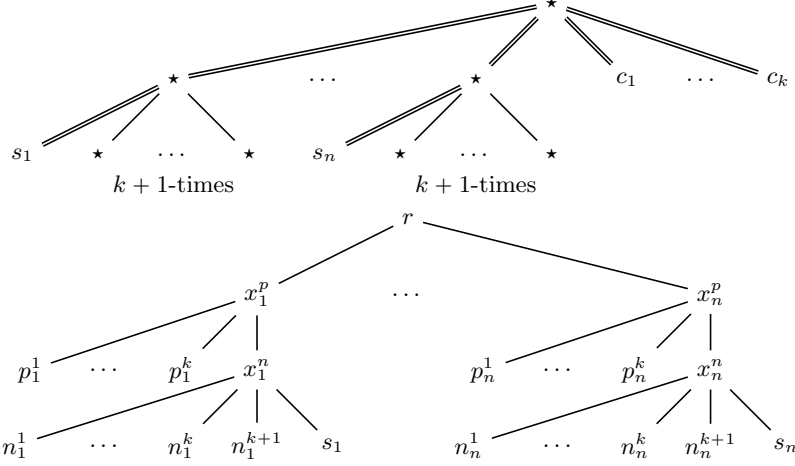 ⋆
⋆ ⋯ ⋆ c₁ ⋯ cₖ
s₁ ⋆ ⋯ ⋆ sₙ ⋆ ⋯ ⋆
k + 1-times k + 1-times
r
x₁ᵖ ⋯ xₙᵖ
p₁¹ ⋯ p₁ᵏ x₁ⁿ pₙ¹ ⋯ pₙᵏ xₙⁿ
n₁¹ ⋯ n₁ᵏ n₁ᵏ⁺¹ s₁ nₙ¹ ⋯ nₙᵏ nₙᵏ⁺¹ sₙ